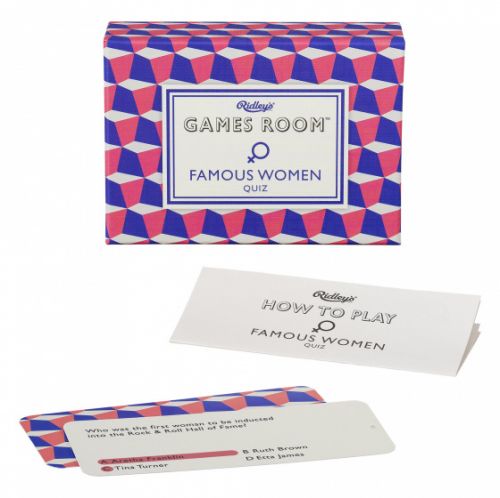 Ridley's
GAMES ROOM™
FAMOUS WOMEN
QUIZ
Ridley's
HOW TO PLAY
FAMOUS WOMEN
QUIZ
Who was the first woman to be inducted
into the Rock & Roll Hall of Fame?
A Aretha Franklin
B Ruth Brown
C Tina Turner
D Etta James